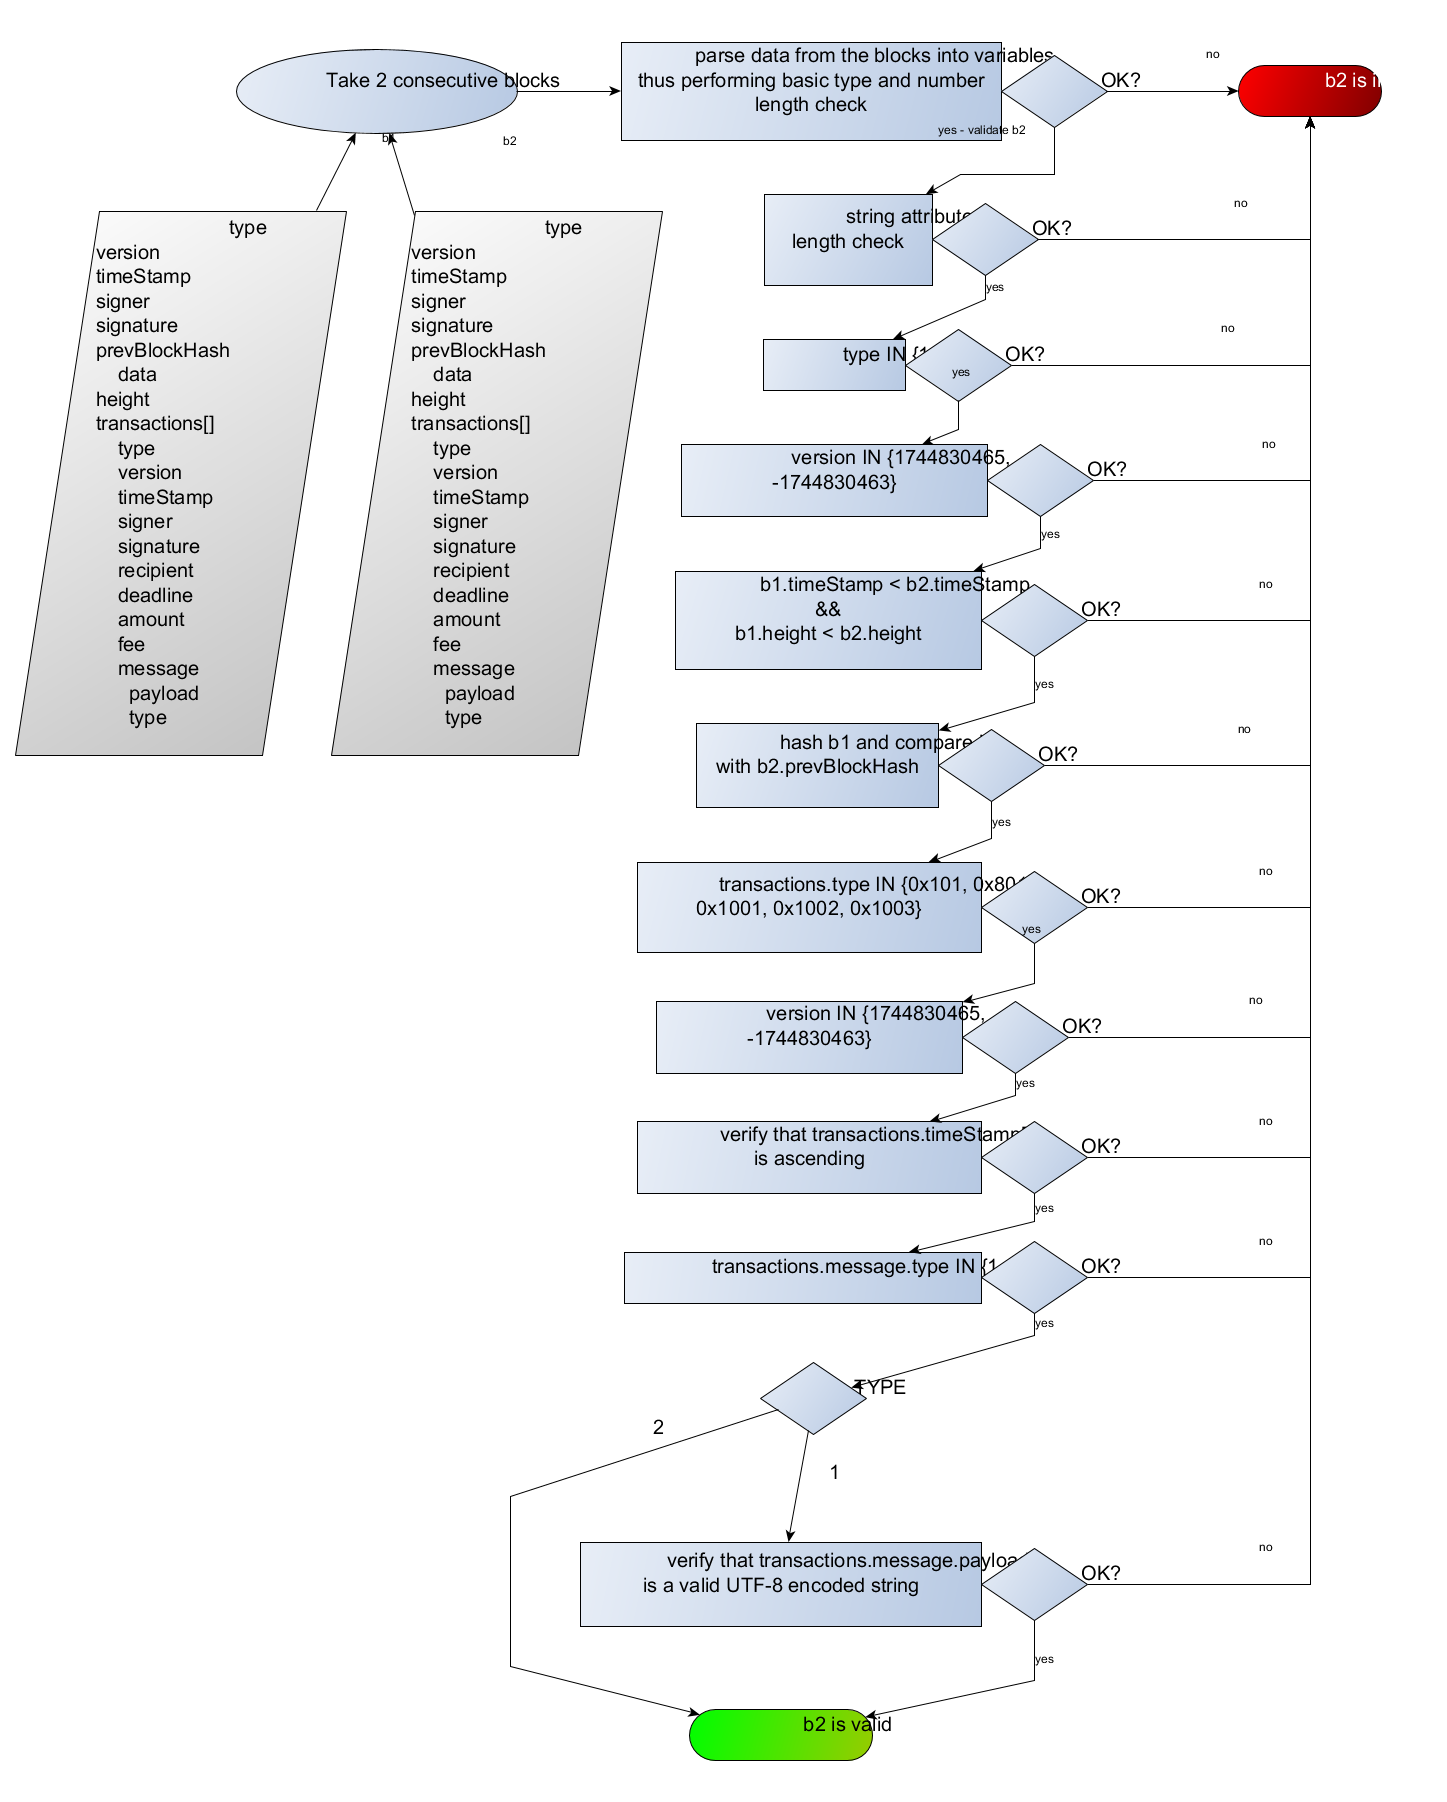 Take 2 consecutive blocks
parse data from the blocks into variables
thus performing basic type and number
length check
OK?
no
b2 is
yes - validate b2
b2
type
version
timeStamp
signer
signature
prevBlockHash
data
height
transactions[]
type
version
timeStamp
signer
signature
recipient
deadline
amount
fee
message
payload
type
type
version
timeStamp
signer
signature
prevBlockHash
data
height
transactions[]
type
version
timeStamp
signer
signature
recipient
deadline
amount
fee
message
payload
type
string attribute
length check
OK?
no
yes
type IN {1
OK?
no
yes
version IN {1744830465,
-1744830463}
OK?
no
yes
b1.timeStamp < b2.timeStamp
&&
b1.height < b2.height
OK?
no
yes
hash b1 and compare
with b2.prevBlockHash
OK?
no
yes
transactions.type IN {0x101, 0x80
0x1001, 0x1002, 0x1003}
OK?
no
yes
version IN {1744830465,
-1744830463}
OK?
no
yes
verify that transactions.timeStamp
is ascending
OK?
no
yes
transactions.message.type IN {1
OK?
no
yes
TYPE
2
1
verify that transactions.message.payloa
is a valid UTF-8 encoded string
OK?
no
yes
b2 is valid